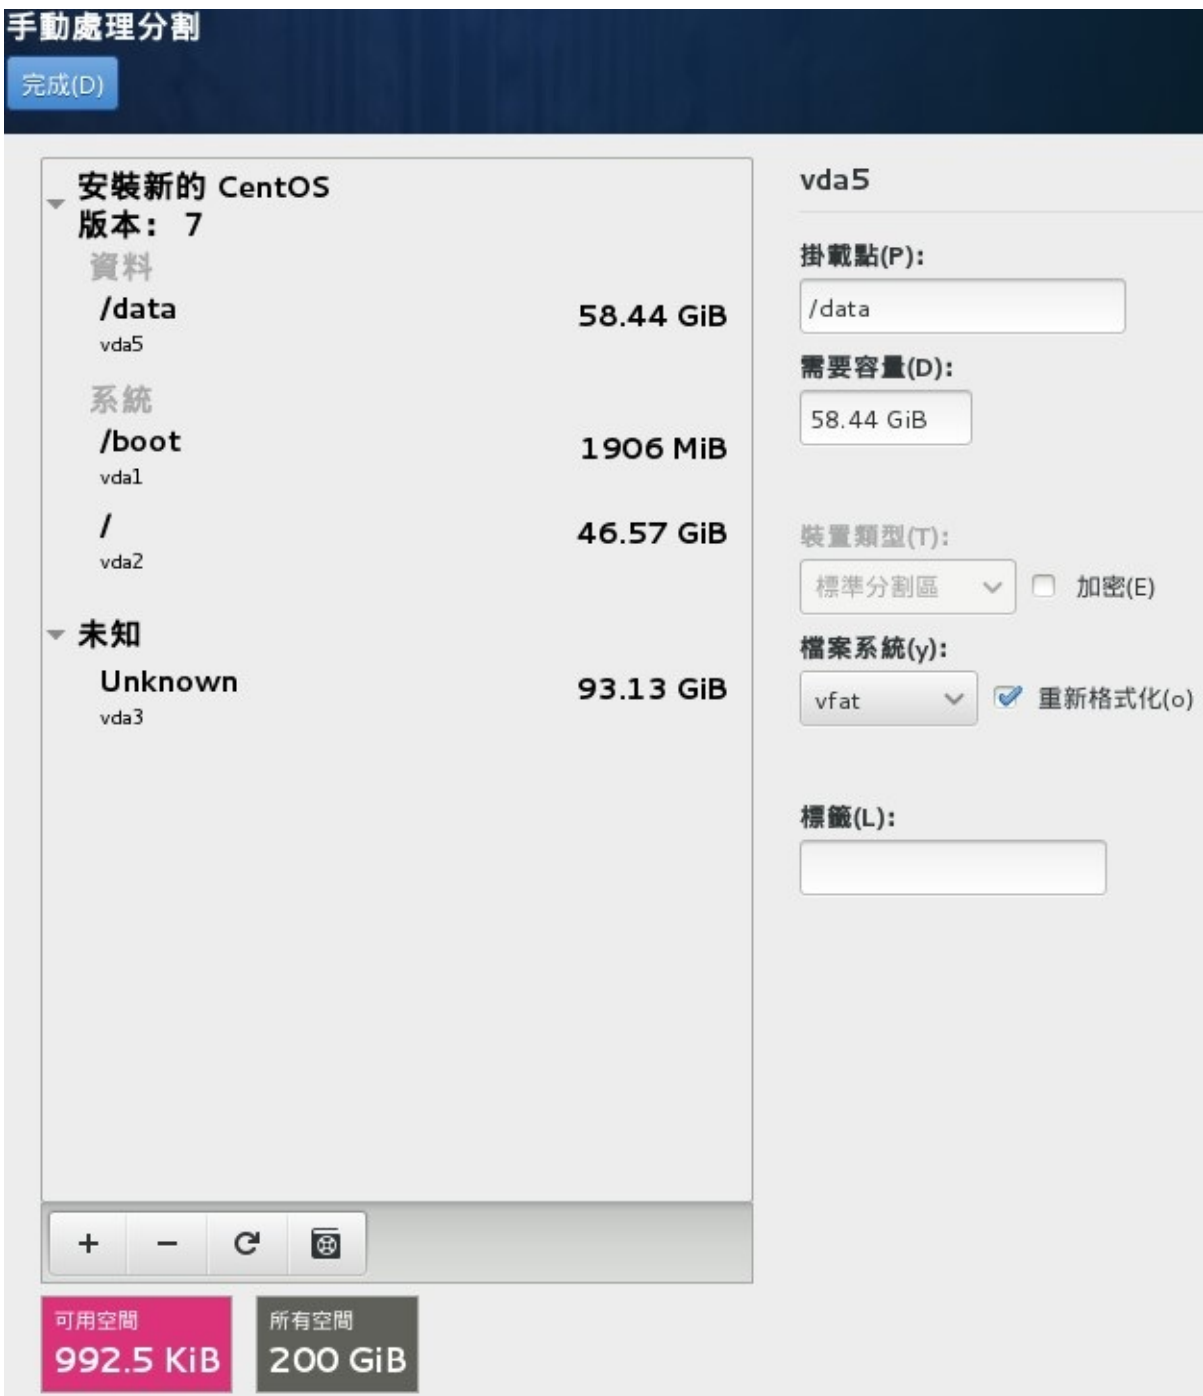 手動處理分割
完成(D)
安裝新的 CentOS
版本： 7
資料
/data
58.44 GiB
vda5
系統
/boot
1906 MiB
vda1
/
46.57 GiB
vda2
未知
Unknown
93.13 GiB
vda3
+ −
可用空間
992.5 KiB
所有空間
200 GiB
vda5
掛載點(P):
/data
需要容量(D):
58.44 GiB
裝置類型(T):
標準分割區
加密(E)
檔案系統(y):
vfat
重新格式化(o)
標籤(L):